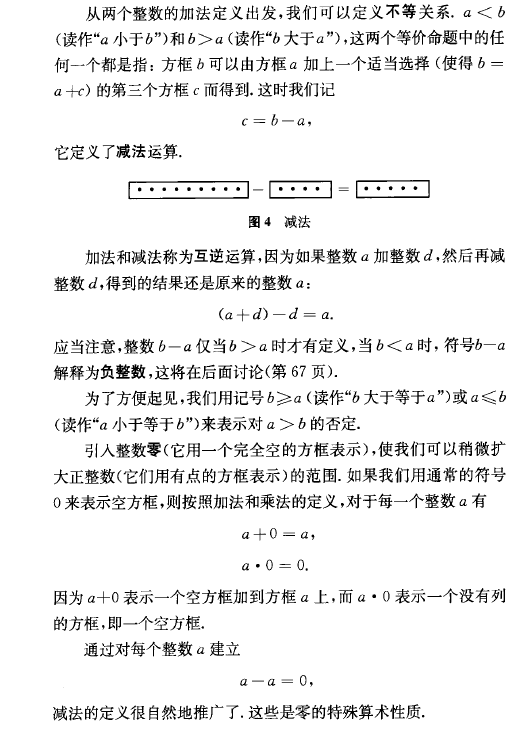 从两个整数的加法定义出发,我们可以定义不等关系. a < b
(读作“a 小于b”)和 b>a (读作“b 大于a”),这两个等价命题中的任
何一个都是指: 方框 b 可以由方框 a 加上一个适当选择 (使得 b =
a+c) 的第三个方框 c 而得到. 这时我们记
c = b－a,
它定义了减法运算.
－ =
图4 减法
加法和减法称为互逆运算,因为如果整数 a 加整数 d,然后再减
整数 d,得到的结果还是原来的整数 a:
(a+d)－d = a.
应当注意,整数 b－a 仅当 b＞a 时才有定义,当 b＜a 时, 符号b－a
解释为负整数,这将在后面讨论(第 67 页).
为了方便起见,我们用记号 b≥a (读作“b 大于等于a”)或 a≤b
(读作“a 小于等于 b”)来表示对 a＞b 的否定.
引入整数零(它用一个完全空的方框表示),使我们可以稍微扩
大正整数(它们用有点的方框表示)的范围. 如果我们用通常的符号
0 来表示空方框,则按照加法和乘法的定义,对于每一个整数 a 有
a+0 = a,
a·0 = 0.
因为 a+0 表示一个空方框加到方框 a 上,而 a·0 表示一个没有列
的方框,即一个空方框.
通过对每个整数 a 建立
a－a = 0,
减法的定义很自然地推广了. 这些是零的特殊算术性质.